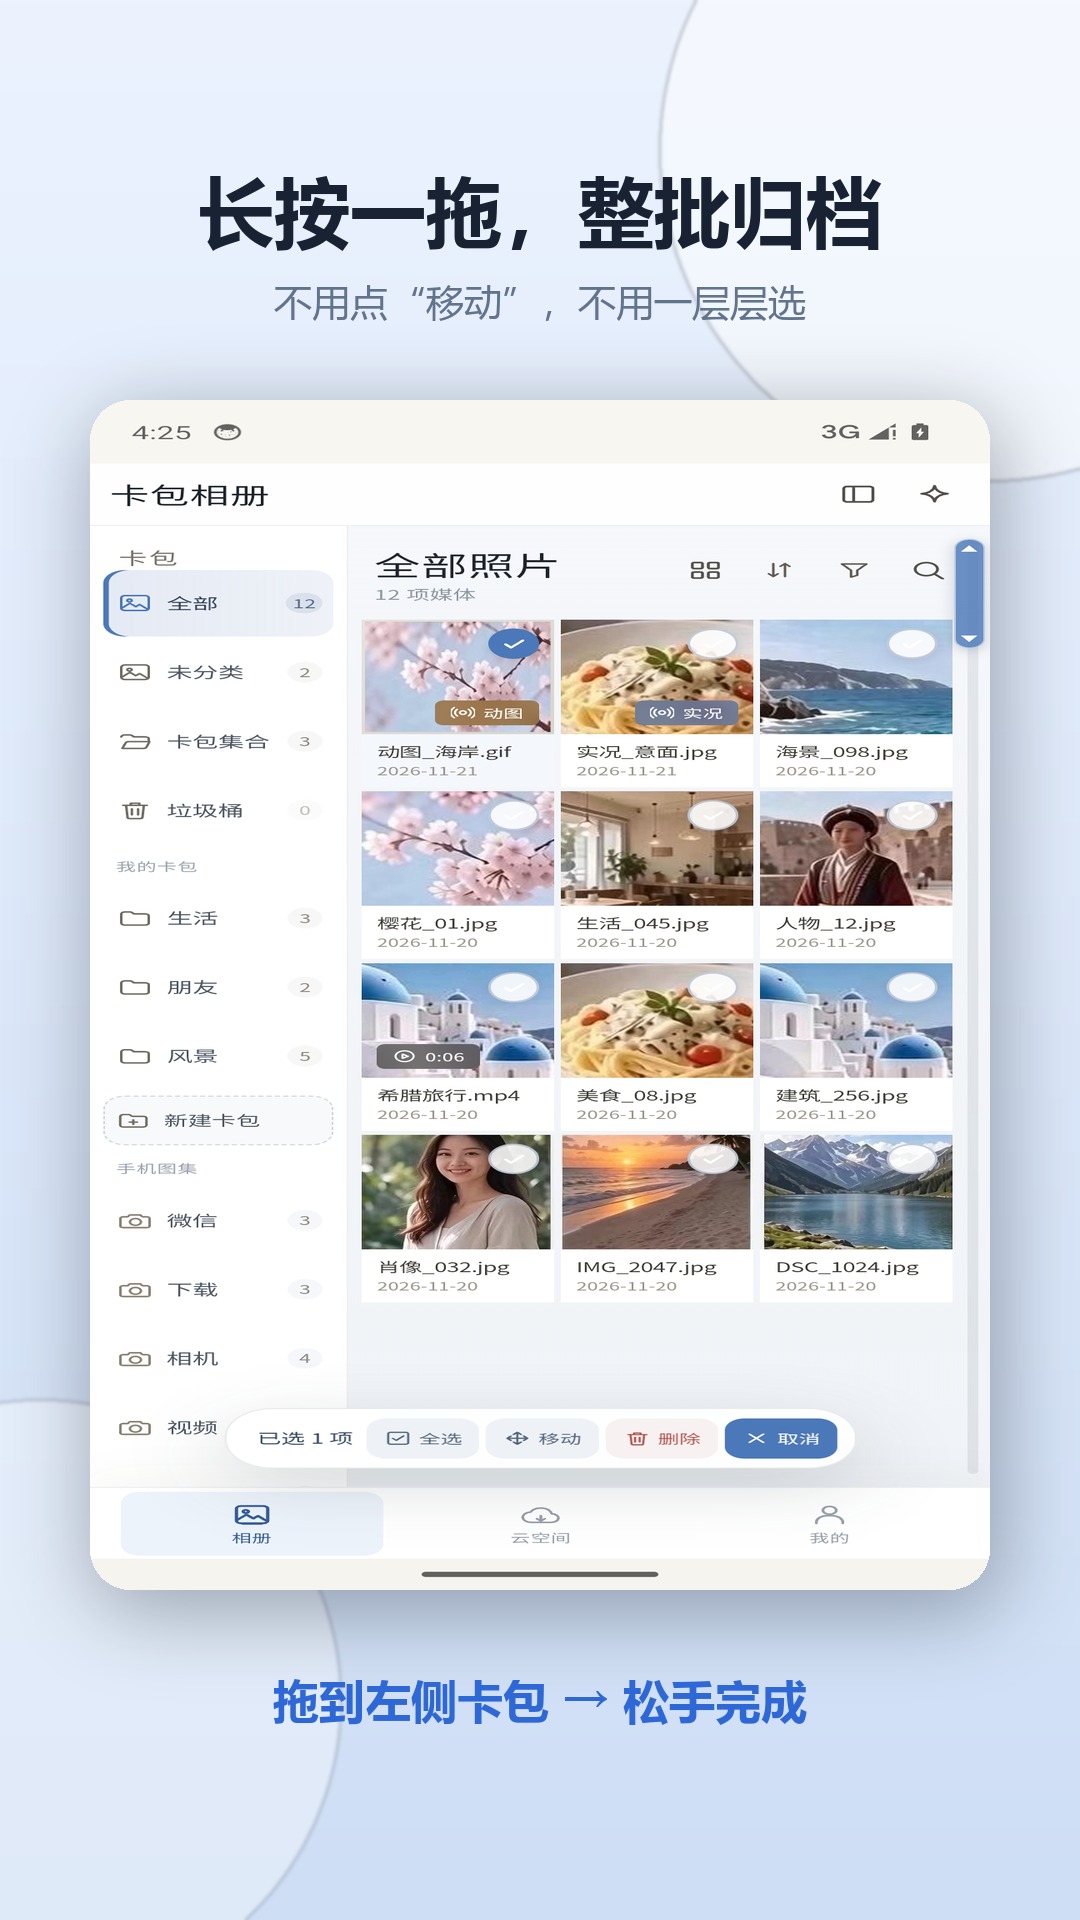 长按一拖，整批归档
不用点“移动”，不用一层层选
4:25
3G
卡包相册
卡包
全部 12
未分类 2
卡包集合 3
垃圾桶 0
我的卡包
生活 3
朋友 2
风景 5
新建卡包
手机图集
微信 3
下载 3
相机 4
视频
全部照片
12 项媒体
动图
实况
动图_海岸.gif
2026-11-21
实况_意面.jpg
2026-11-21
海景_098.jpg
2026-11-20
樱花_01.jpg
2026-11-20
生活_045.jpg
2026-11-20
人物_12.jpg
2026-11-20
0:06
希腊旅行.mp4
2026-11-20
美食_08.jpg
2026-11-20
建筑_256.jpg
2026-11-20
肖像_032.jpg
2026-11-20
IMG_2047.jpg
2026-11-20
DSC_1024.jpg
2026-11-20
已选 1 项 全选 移动 删除 取消
相册 云空间 我的
拖到左侧卡包 → 松手完成